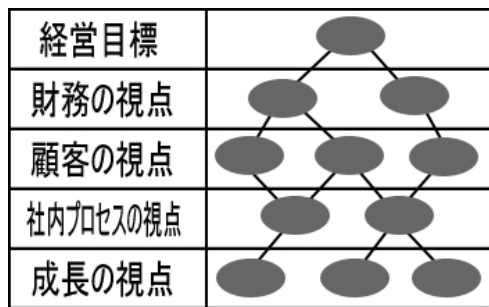 経営目標
財務の視点
顧客の視点
社内プロセスの視点
成長の視点